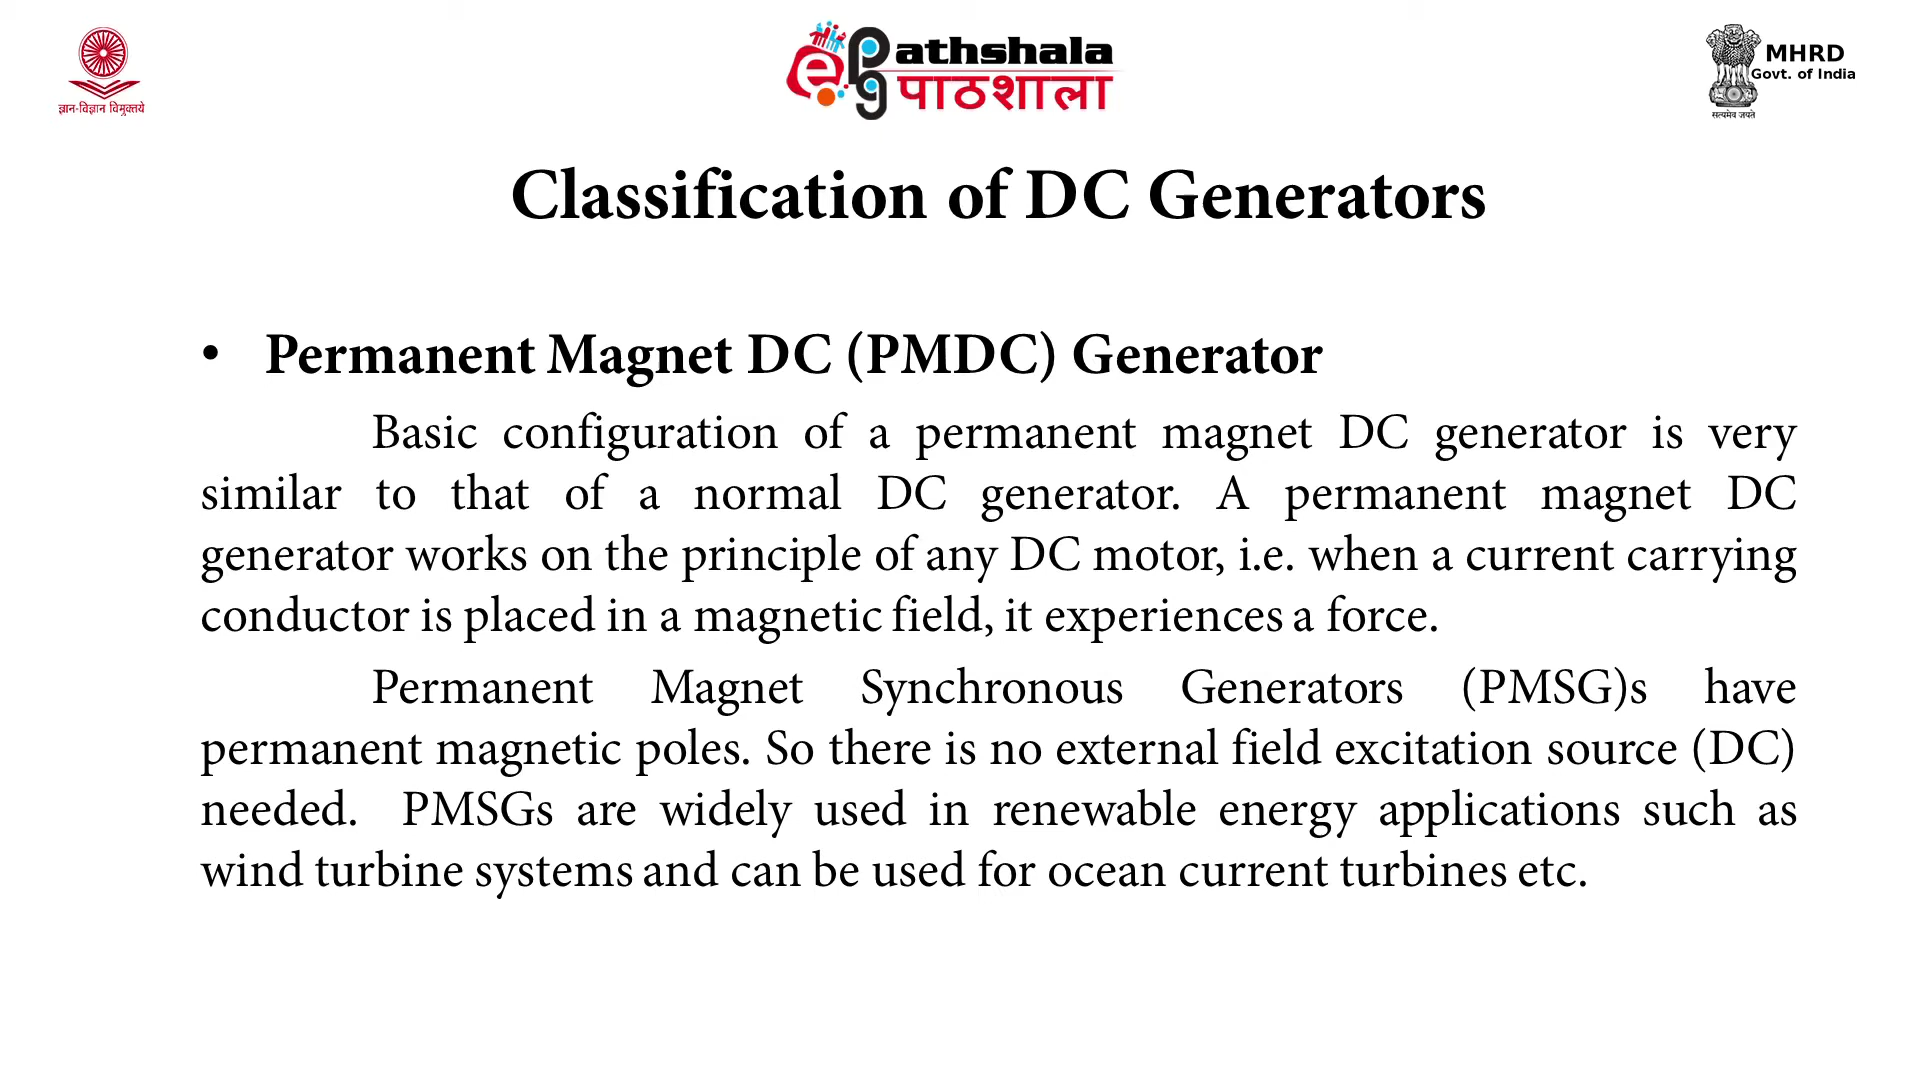 ज्ञान-विज्ञान विमुक्तये
e
PG
athshala
पाठशाला
MHRD
Govt. of India
सत्यमेव जयते
Classification of DC Generators
• Permanent Magnet DC (PMDC) Generator
Basic configuration of a permanent magnet DC generator is very
similar to that of a normal DC generator. A permanent magnet DC
generator works on the principle of any DC motor, i.e. when a current carrying
conductor is placed in a magnetic field, it experiences a force.
Permanent Magnet Synchronous Generators (PMSG)s have
permanent magnetic poles. So there is no external field excitation source (DC)
needed. PMSGs are widely used in renewable energy applications such as
wind turbine systems and can be used for ocean current turbines etc.